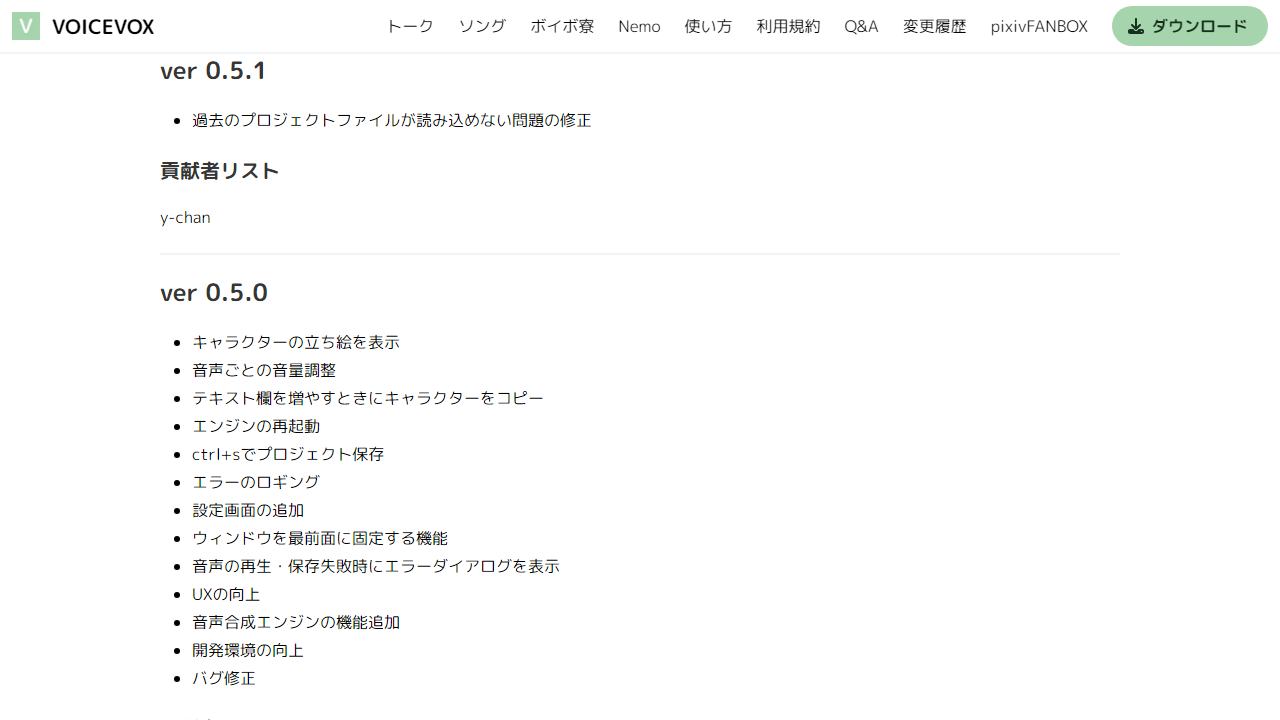 V VOICEVOX トーク ソング ボイボ寮 Nemo 使い方 利用規約 Q&A 変更履歴 pixivFANBOX ダウンロード
ver 0.5.1
過去のプロジェクトファイルが読み込めない問題の修正
貢献者リスト
y-chan
ver 0.5.0
キャラクターの立ち絵を表示
音声ごとの音量調整
テキスト欄を増やすときにキャラクターをコピー
エンジンの再起動
ctrl+sでプロジェクト保存
エラーのロギング
設定画面の追加
ウィンドウを最前面に固定する機能
音声の再生・保存失敗時にエラーダイアログを表示
UXの向上
音声合成エンジンの機能追加
開発環境の向上
バグ修正